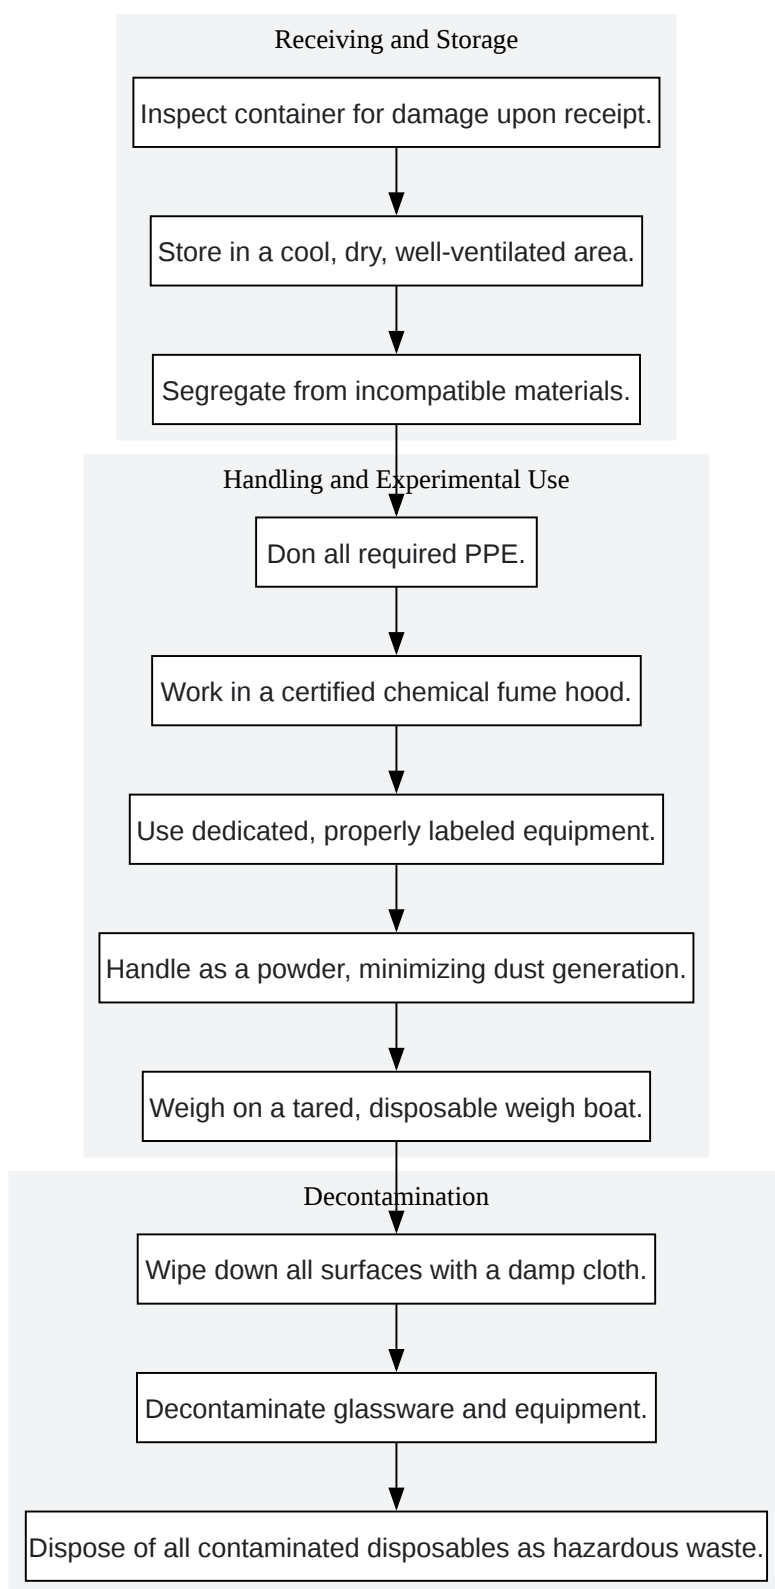 Receiving and Storage
Inspect container for damage upon receipt.
Store in a cool, dry, well-ventilated area.
Segregate from incompatible materials.
Handling and Experimental Use
Don all required PPE.
Work in a certified chemical fume hood.
Use dedicated, properly labeled equipment.
Handle as a powder, minimizing dust generation.
Weigh on a tared, disposable weigh boat.
Decontamination
Wipe down all surfaces with a damp cloth.
Decontaminate glassware and equipment.
Dispose of all contaminated disposables as hazardous waste.